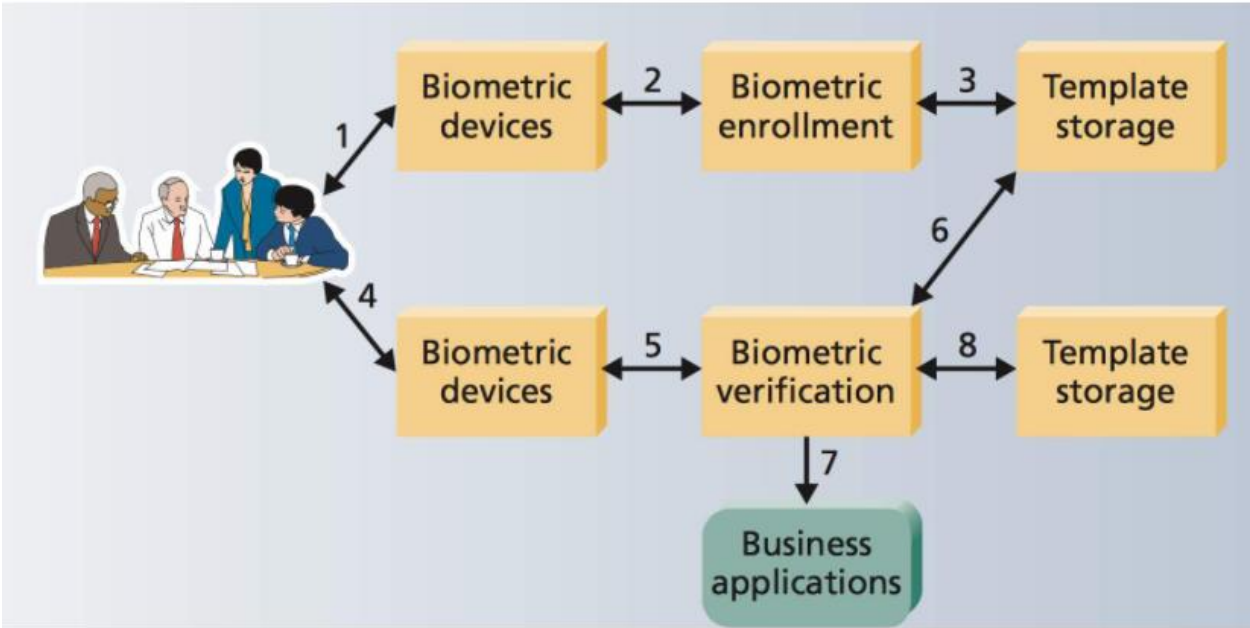 Biometric
devices
2
Biometric
enrollment
3
Template
storage
1
6
4
Biometric
devices
5
Biometric
verification
8
Template
storage
7
Business
applications